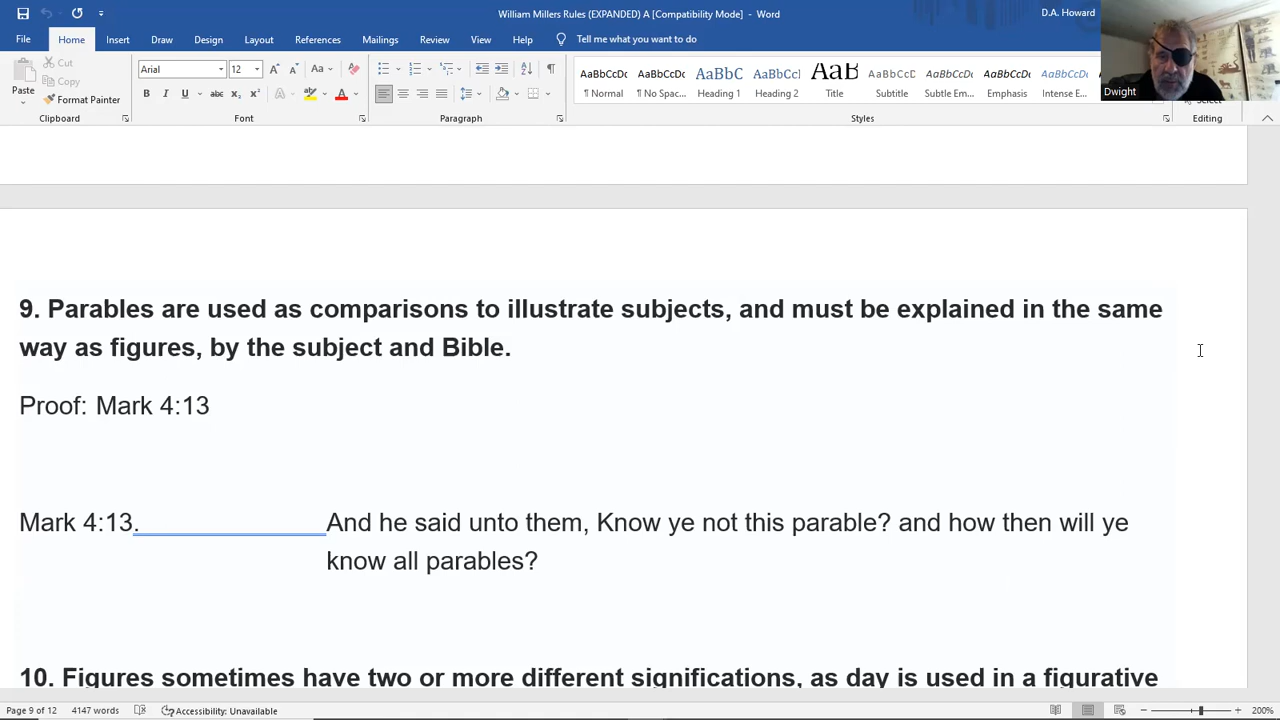 William Millers Rules (EXPANDED) A [Compatibility Mode] - Word
D.A. Howard
File Home Insert Draw Design Layout References Mailings Review View Help Tell me what you want to do
Paste
Cut
Copy
Format Painter
Arial 12
AaBbCcDc AaBbCcDc AaBbC AaBbCcI AaB AaBbCcD AaBbCcDc AaBbCcDc AaBbCcDc
¶ Normal ¶ No Spac... Heading 1 Heading 2 Title Subtitle Subtle Em... Emphasis Intense E...
Dwight
Clipboard Font Paragraph Styles Editing
9. Parables are used as comparisons to illustrate subjects, and must be explained in the same
way as figures, by the subject and Bible.
Proof: Mark 4:13
Mark 4:13. And he said unto them, Know ye not this parable? and how then will ye
know all parables?
10. Figures sometimes have two or more different significations, as day is used in a figurative
Page 9 of 12 4147 words Accessibility: Unavailable 200%